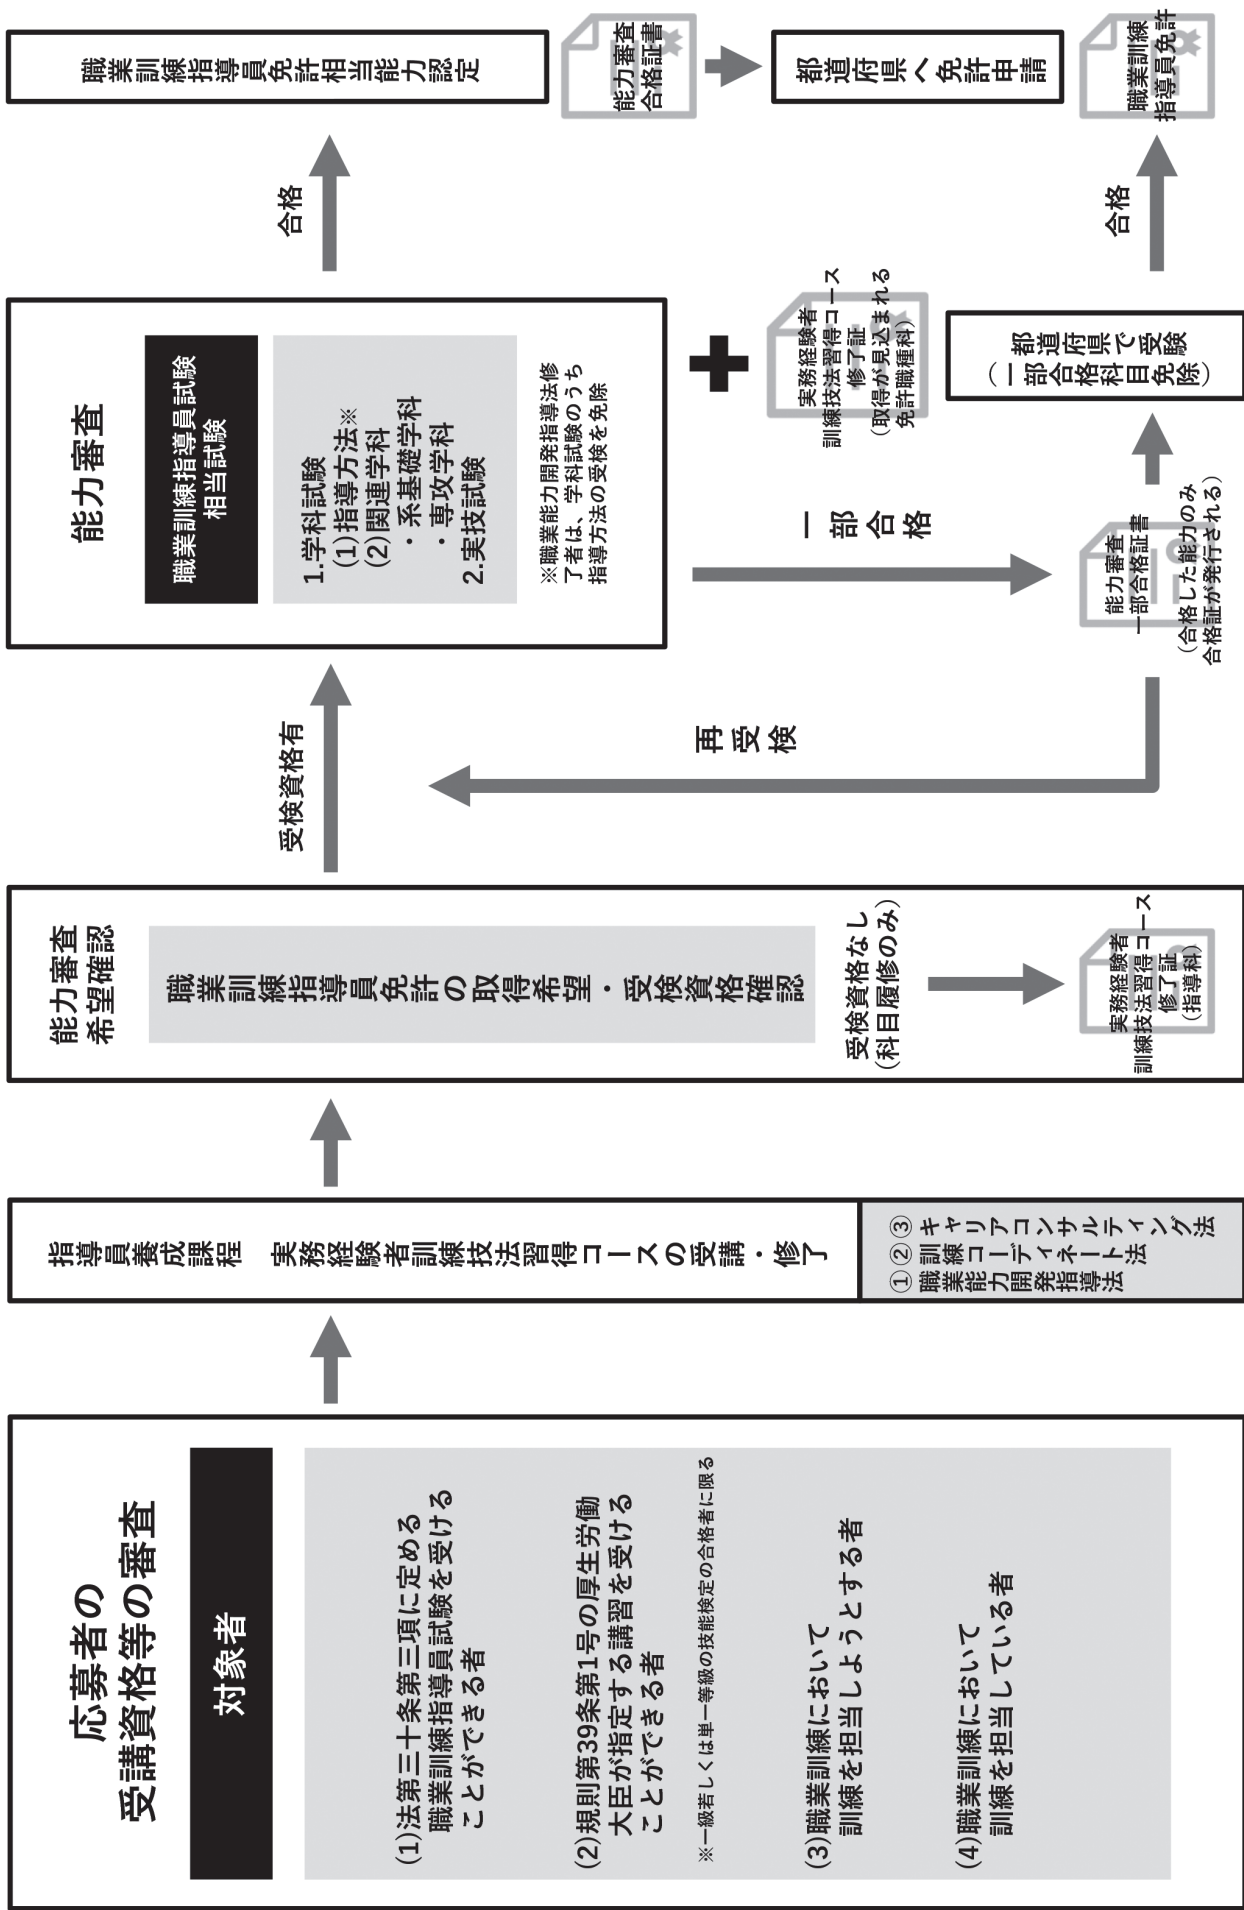 応募者の
受講資格等の審査
対象者
(1)法第三十条第三項に定める
職業訓練指導員試験を受ける
ことができる者
(2)規則第39条第1号の厚生労働
大臣が指定する講習を受ける
ことができる者
※一級若しくは単一等級の技能検定の合格者に限る
(3)職業訓練において
訓練を担当しようとする者
(4)職業訓練において
訓練を担当している者
指導員養成課程 実務経験者訓練技法習得コースの受講・修了
①職業能力開発指導法
②訓練コーディネート法
③キャリアコンサルティング法
能力審査
希望確認
職業訓練指導員免許の取得希望・受検資格確認
受検資格なし
(科目履修のみ)
実務経験者
訓練技法習得コース
修了証
(指導科)
受検資格有
再受検
能力審査
職業訓練指導員試験
相当試験
1.学科試験
(1)指導方法※
(2)関連学科
・系基礎学科
・専攻学科
2.実技試験
※職業能力開発指導法修
了者は、学科試験のうち
指導方法の受検を免除
一部合格
能力審査
一部合格証書
(合格した能力のみ
合格証が発行される)
実務経験者
訓練技法習得コース
修了証
(取得が見込まれる
免許職種科)
都道府県で受験
(一部合格科目免除)
合格
合格
職業訓練指導員免許相当能力認定
能力審査
合格証書
都道府県へ免許申請
職業訓練
指導員免許